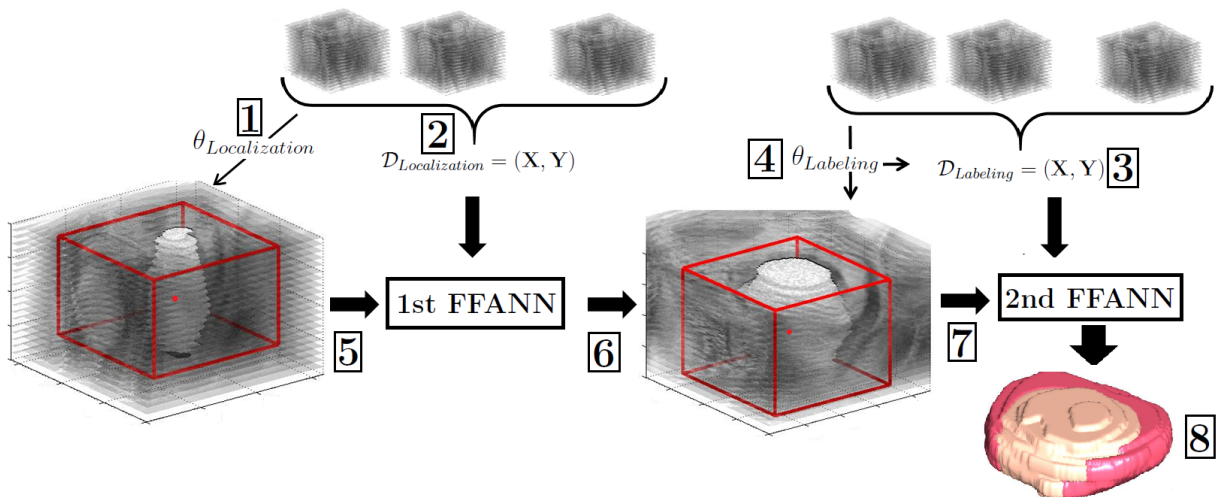 1
θ_Localization
2
𝒟_Localization = (X, Y)
4
θ_Labeling
𝒟_Labeling = (X, Y)
3
1st FFANN
2nd FFANN
5
6
7
8